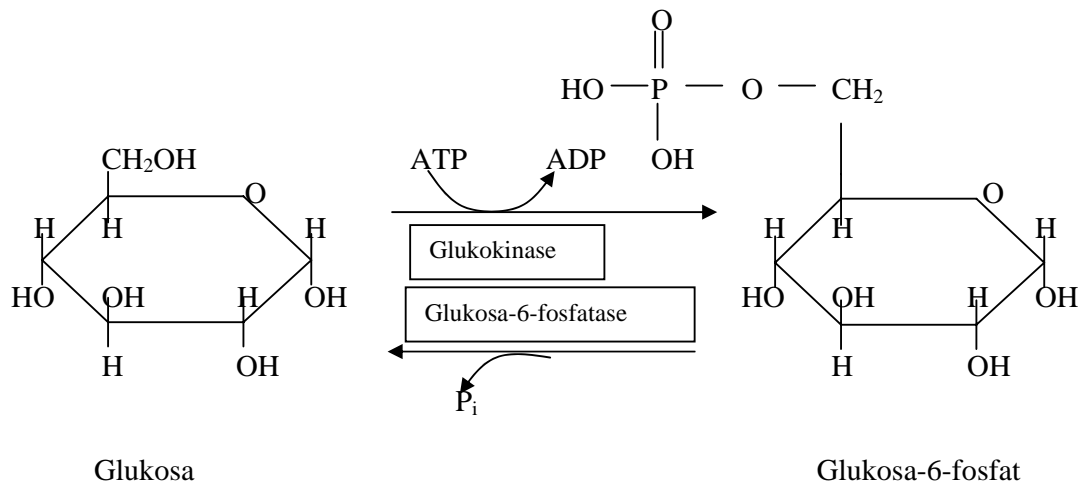 O
HO P O CH₂
CH₂OH ATP ADP OH
O O
H H H H H H
Glukokinase
HO OH H OH HO OH H OH
Glukosa-6-fosfatase
H OH H OH
Pᵢ
Glukosa Glukosa-6-fosfat